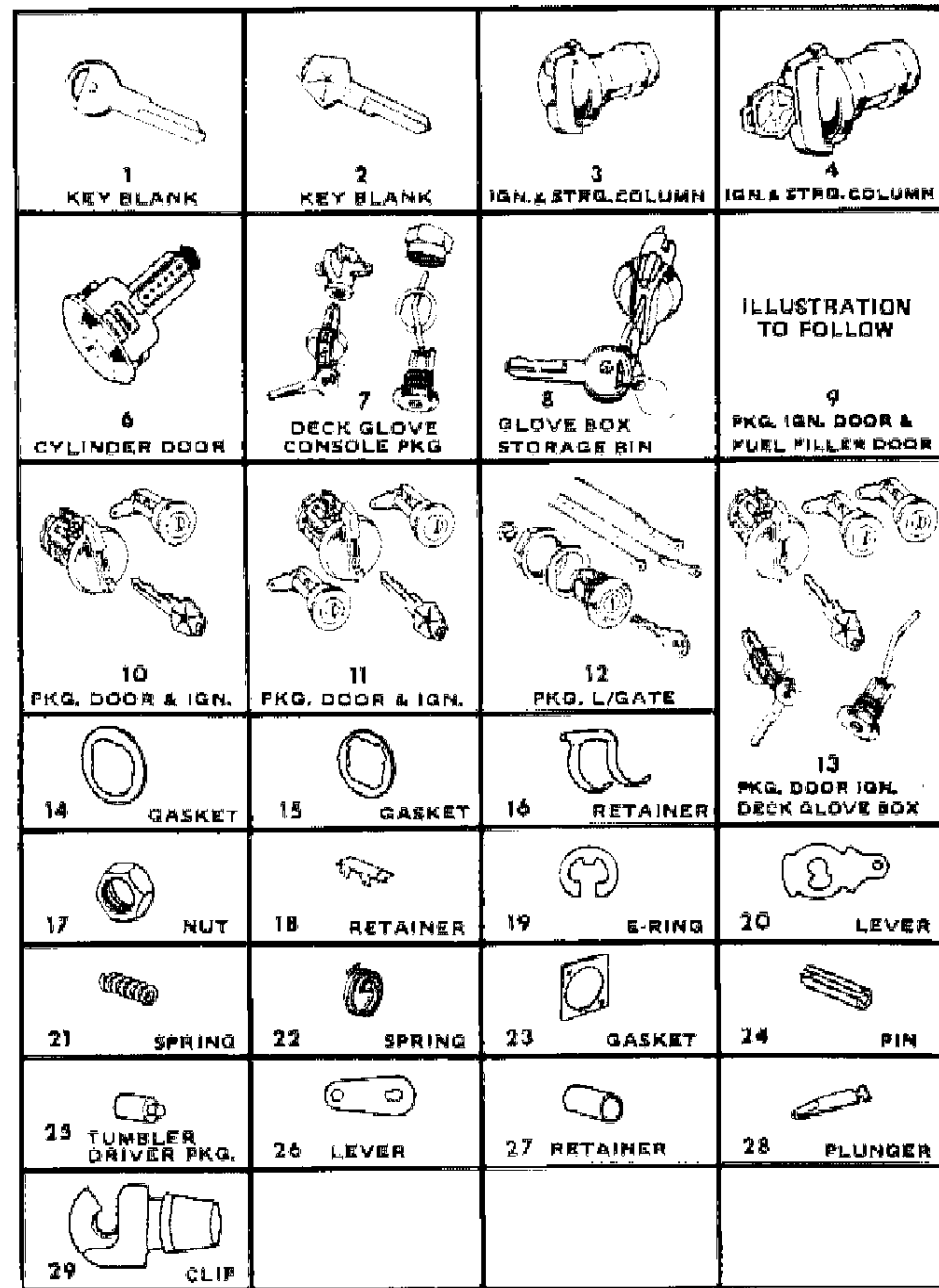 1
KEY BLANK
2
KEY BLANK
3
IGN. & STRG. COLUMN
4
IGN. & STRG. COLUMN
6
CYLINDER DOOR
7
DECK GLOVE
CONSOLE PKG
8
GLOVE BOX
STORAGE BIN
ILLUSTRATION
TO FOLLOW
9
PKG. IGN. DOOR &
FUEL FILLER DOOR
10
PKG. DOOR & IGN.
11
PKG. DOOR & IGN.
12
PKG. L/GATE
13
PKG. DOOR IGN.
DECK GLOVE BOX
14 GASKET
15 GASKET
16 RETAINER
17 NUT
18 RETAINER
19 E-RING
20 LEVER
21 SPRING
22 SPRING
23 GASKET
24 PIN
25 TUMBLER
DRIVER PKG.
26 LEVER
27 RETAINER
28 PLUNGER
29 CLIP